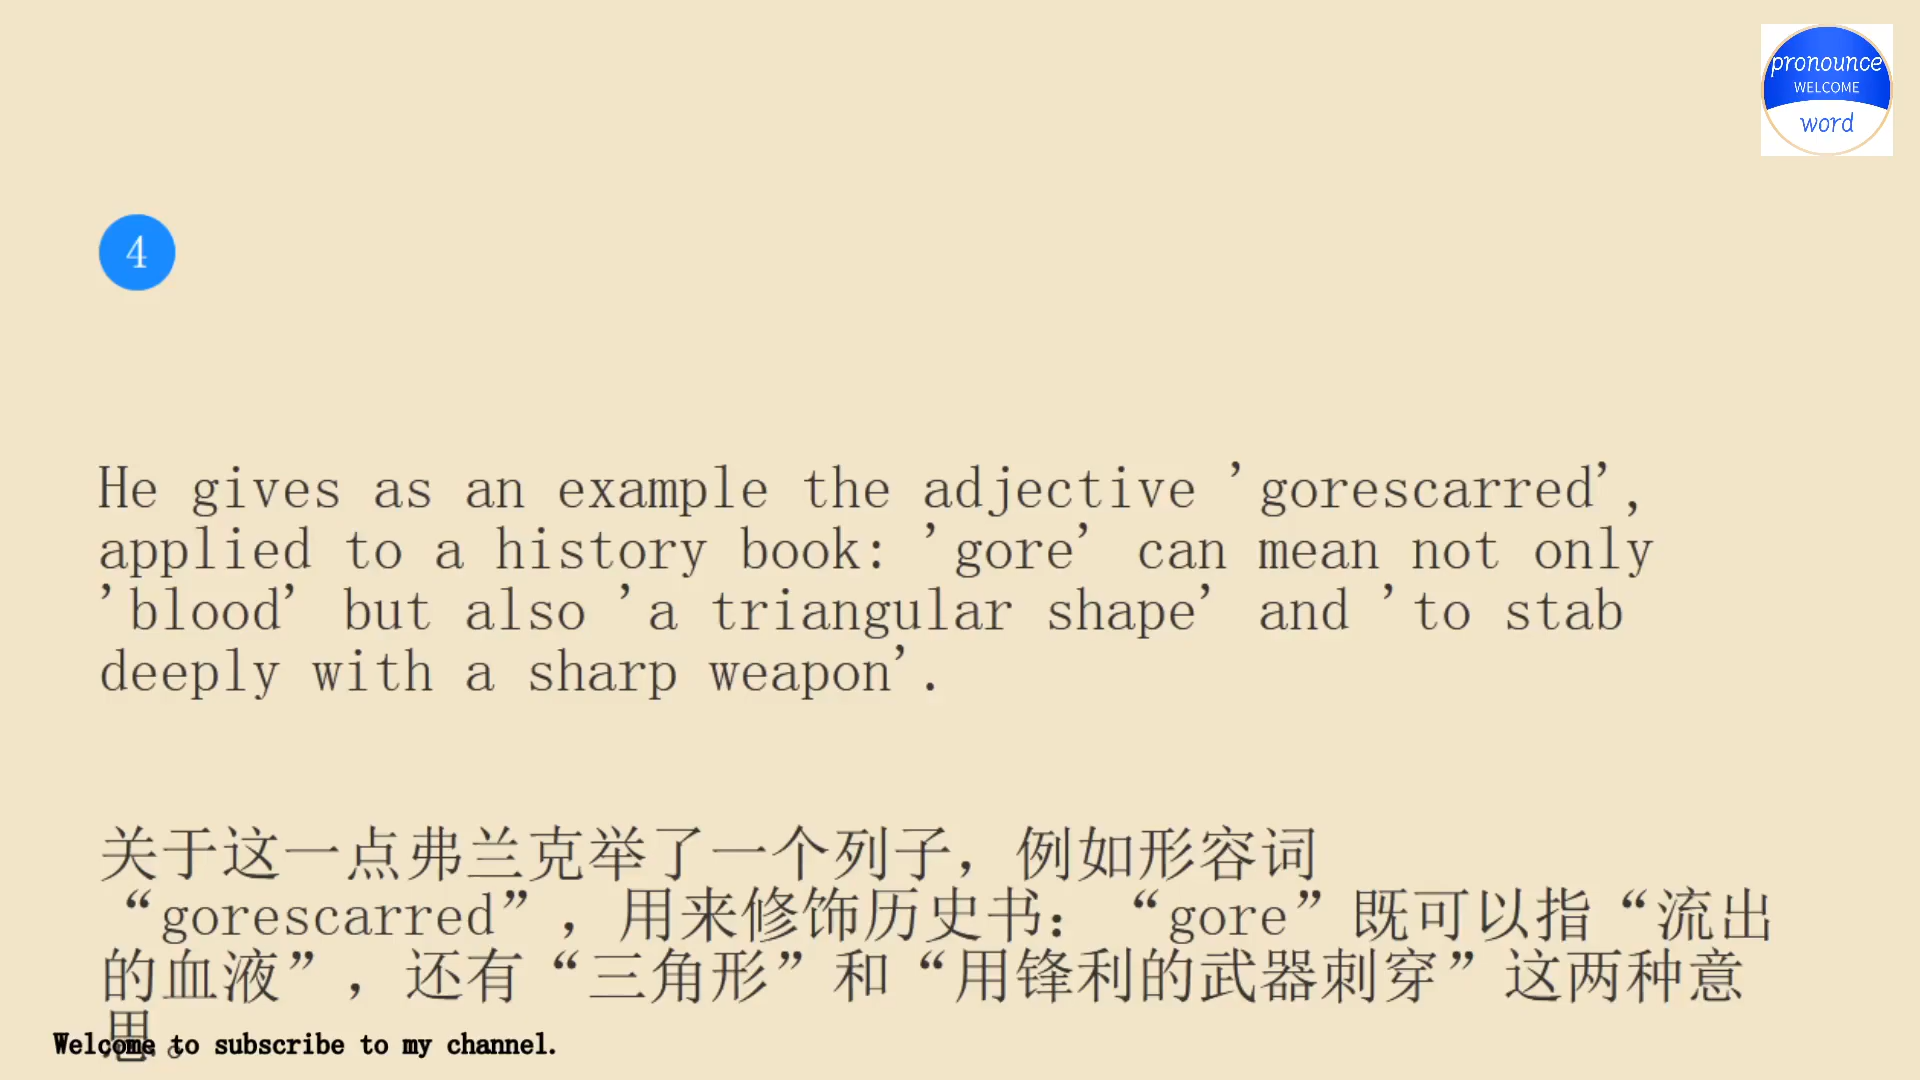 pronounce
WELCOME
word
4
He gives as an example the adjective 'gorescarred',
applied to a history book: 'gore' can mean not only
'blood' but also 'a triangular shape' and 'to stab
deeply with a sharp weapon'.
关于这一点弗兰克举了一个列子，例如形容词
“gorescarred”，用来修饰历史书：“gore”既可以指“流出
的血液”，还有“三角形”和“用锋利的武器刺穿”这两种意
思。
Welcome to subscribe to my channel.